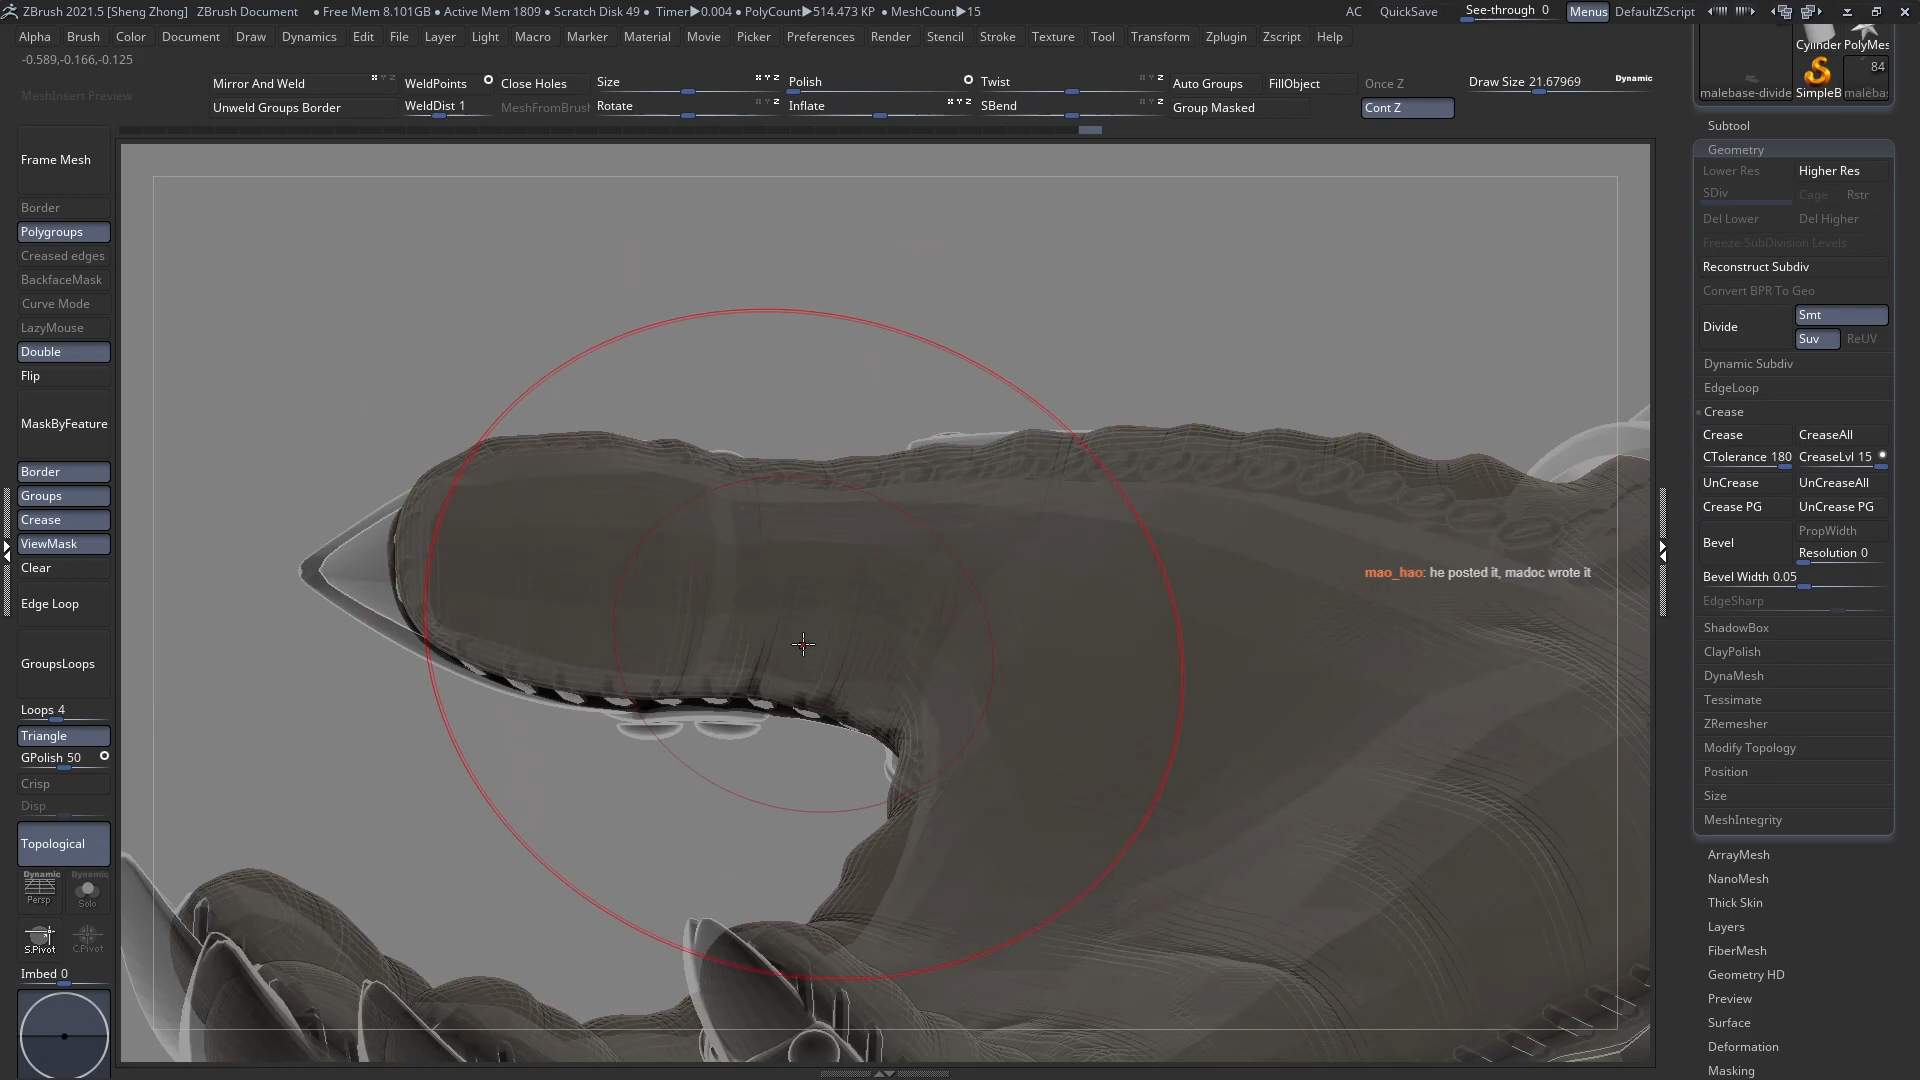 ZBrush 2021.5 [Sheng Zhong] ZBrush Document • Free Mem 8.101GB • Active Mem 1809 • Scratch Disk 49 • Timer▶0.004 • PolyCount▶514.473 KP • MeshCount▶15 AC QuickSave See-through 0 Menus DefaultZScript
Alpha Brush Color Document Draw Dynamics Edit File Layer Light Macro Marker Material Movie Picker Preferences Render Stencil Stroke Texture Tool Transform Zplugin Zscript Help
-0.589,-0.166,-0.125
MeshInsert Preview
Mirror And Weld WeldPoints Close Holes Size Polish Twist Auto Groups FillObject Once Z Draw Size 21.67969 Dynamic
Unweld Groups Border WeldDist 1 MeshFromBrush Rotate Inflate SBend Group Masked Cont Z
Frame Mesh
Border
Polygroups
Creased edges
BackfaceMask
Curve Mode
LazyMouse
Double
Flip
MaskByFeature
Border
Groups
Crease
ViewMask
Clear
Edge Loop
GroupsLoops
Loops 4
Triangle
GPolish 50
Crisp
Disp
Topological
Dynamic Dynamic
Persp Solo
S.Pivot C.Pivot
Imbed 0
mao_hao: he posted it, madoc wrote it
Cylinder PolyMes
84
malebase-divide SimpleB malebas
Subtool
Geometry
Lower Res Higher Res
SDiv Cage Rstr
Del Lower Del Higher
Freeze SubDivision Levels
Reconstruct Subdiv
Convert BPR To Geo
Divide Smt
Suv ReUV
Dynamic Subdiv
EdgeLoop
Crease
Crease CreaseAll
CTolerance 180 CreaseLvl 15
UnCrease UnCreaseAll
Crease PG UnCrease PG
Bevel PropWidth
Resolution 0
Bevel Width 0.05
EdgeSharp
ShadowBox
ClayPolish
DynaMesh
Tessimate
ZRemesher
Modify Topology
Position
Size
MeshIntegrity
ArrayMesh
NanoMesh
Thick Skin
Layers
FiberMesh
Geometry HD
Preview
Surface
Deformation
Masking